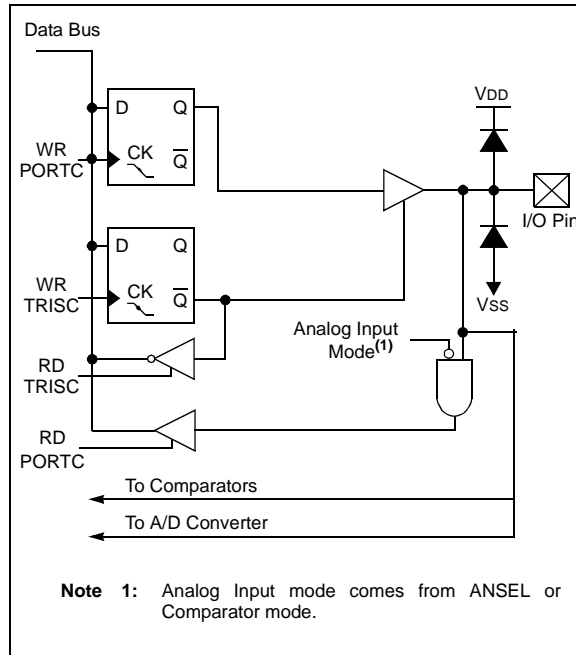 Data Bus
D Q
VDD
WR
PORTC
CK Q
I/O Pin
D Q
WR
TRISC
CK Q
VSS
Analog Input
Mode(1)
RD
TRISC
RD
PORTC
To Comparators
To A/D Converter
Note 1: Analog Input mode comes from ANSEL or
Comparator mode.